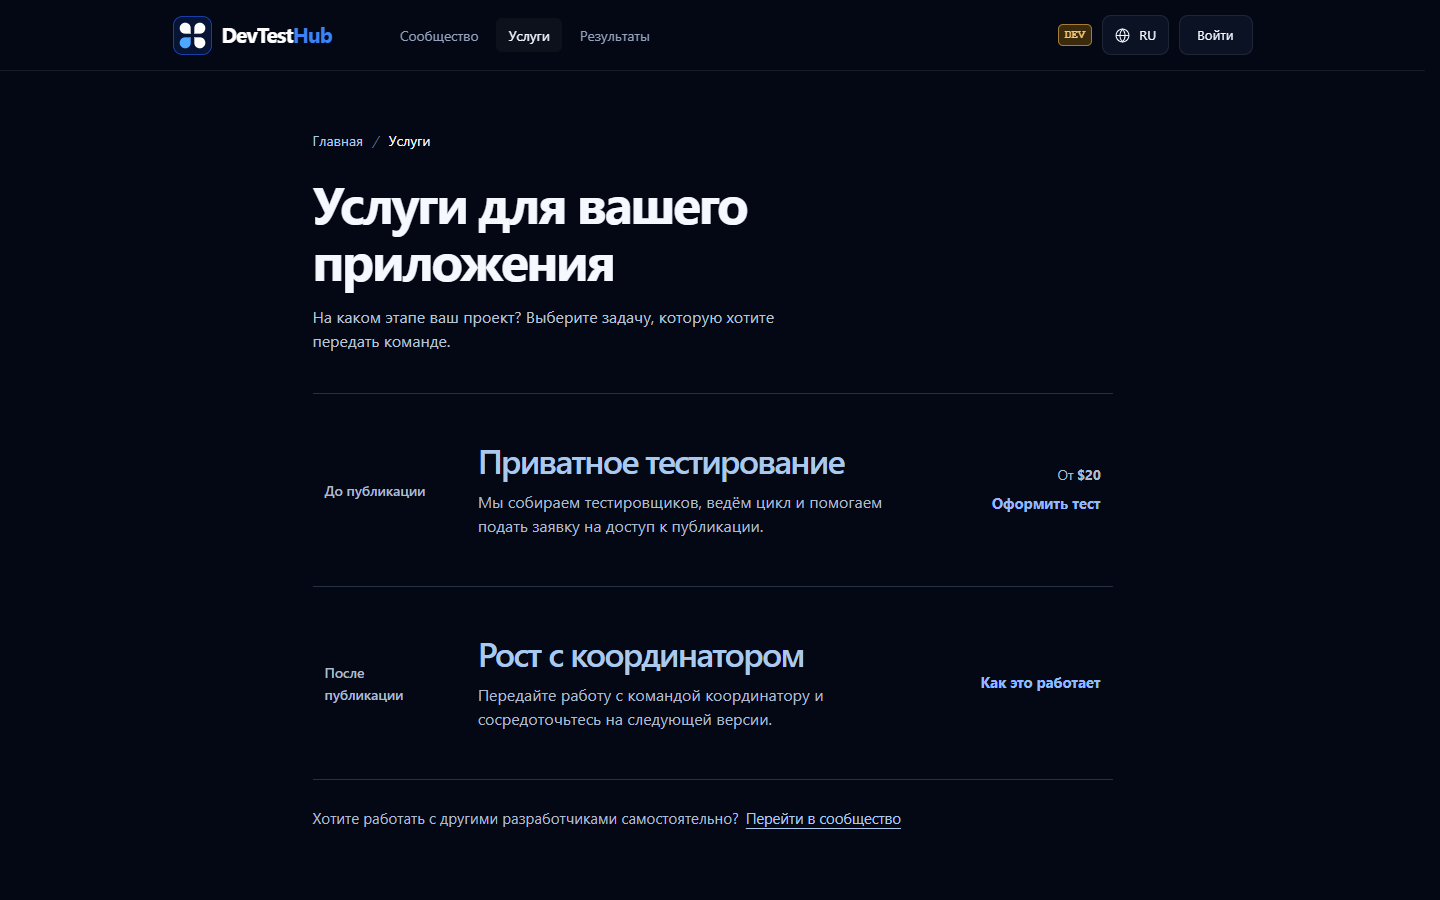 DevTestHub
Сообщество
Услуги
Результаты
DEV
RU
Войти
Главная / Услуги
Услуги для вашего
приложения
На каком этапе ваш проект? Выберите задачу, которую хотите
передать команде.
До публикации
Приватное тестирование
Мы собираем тестировщиков, ведём цикл и помогаем
подать заявку на доступ к публикации.
От $20
Оформить тест
После
публикации
Рост с координатором
Передайте работу с командой координатору и
сосредоточьтесь на следующей версии.
Как это работает
Хотите работать с другими разработчиками самостоятельно? Перейти в сообщество